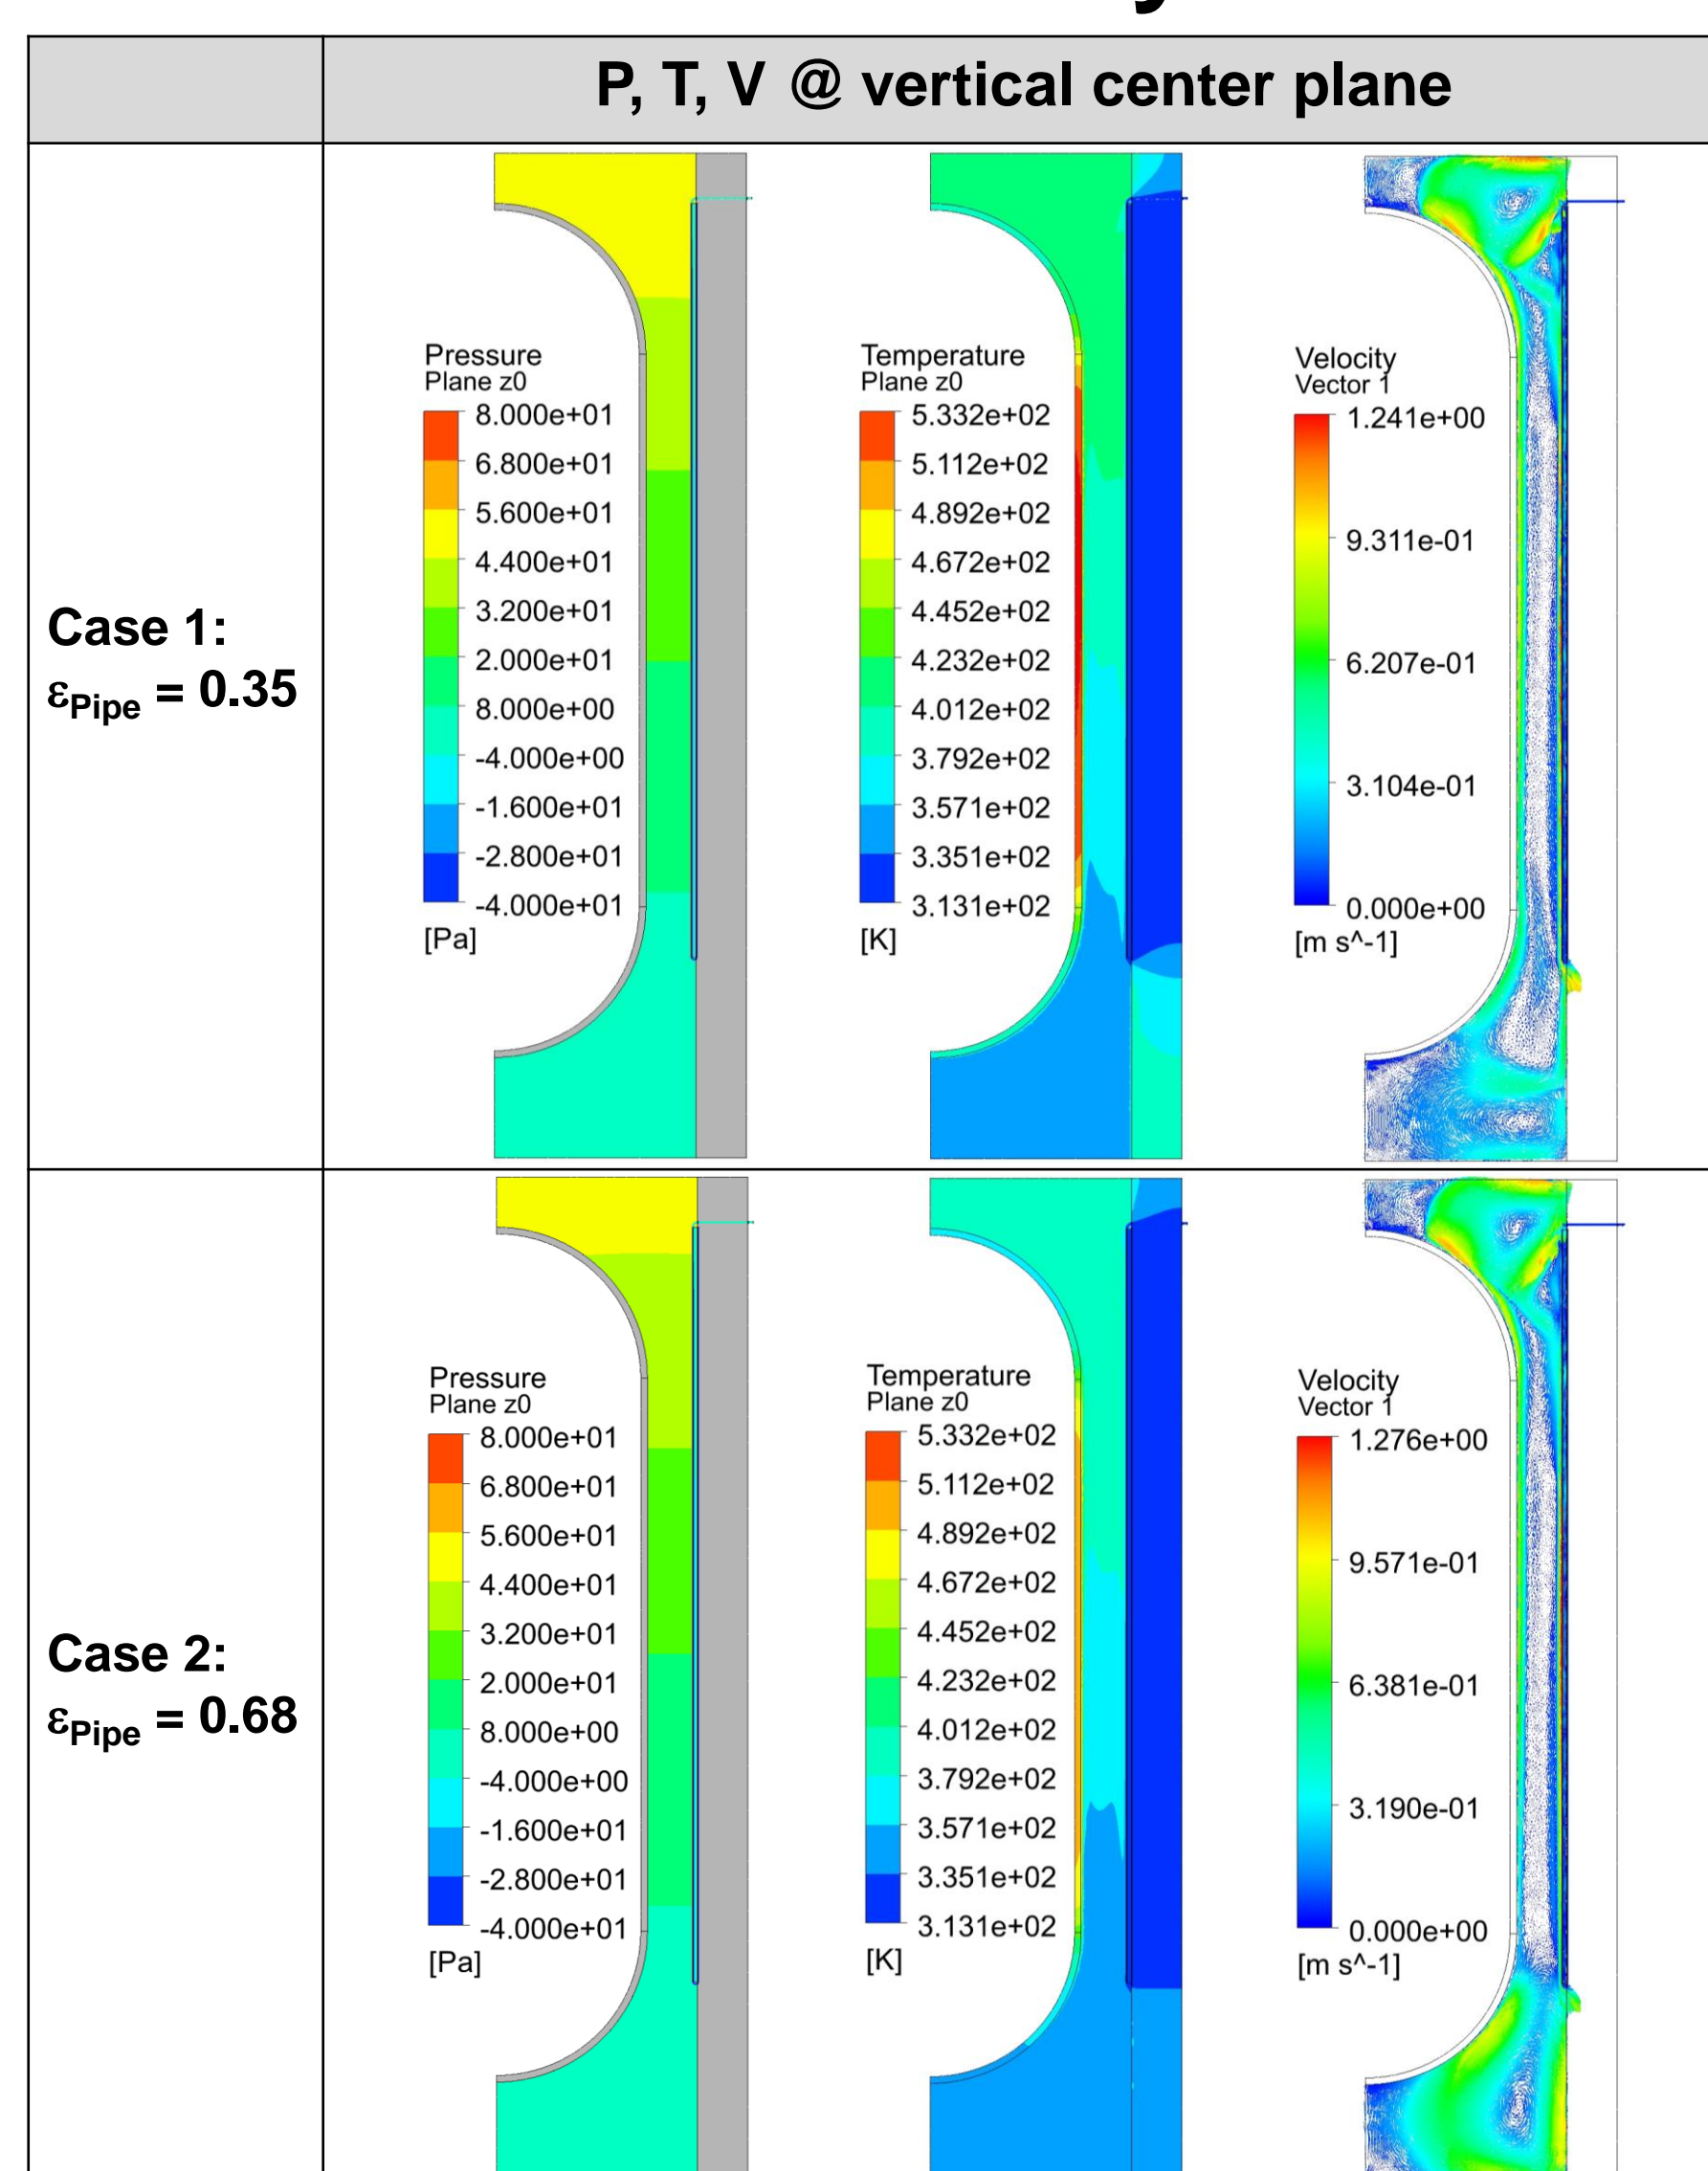 P, T, V @ vertical center plane
Case 1:
εPipe = 0.35
Pressure
Plane z0
8.000e+01
6.800e+01
5.600e+01
4.400e+01
3.200e+01
2.000e+01
8.000e+00
-4.000e+00
-1.600e+01
-2.800e+01
-4.000e+01
[Pa]
Temperature
Plane z0
5.332e+02
5.112e+02
4.892e+02
4.672e+02
4.452e+02
4.232e+02
4.012e+02
3.792e+02
3.571e+02
3.351e+02
3.131e+02
[K]
Velocity
Vector 1
1.241e+00
9.311e-01
6.207e-01
3.104e-01
0.000e+00
[m s^-1]
Case 2:
εPipe = 0.68
Pressure
Plane z0
8.000e+01
6.800e+01
5.600e+01
4.400e+01
3.200e+01
2.000e+01
8.000e+00
-4.000e+00
-1.600e+01
-2.800e+01
-4.000e+01
[Pa]
Temperature
Plane z0
5.332e+02
5.112e+02
4.892e+02
4.672e+02
4.452e+02
4.232e+02
4.012e+02
3.792e+02
3.571e+02
3.351e+02
3.131e+02
[K]
Velocity
Vector 1
1.276e+00
9.571e-01
6.381e-01
3.190e-01
0.000e+00
[m s^-1]